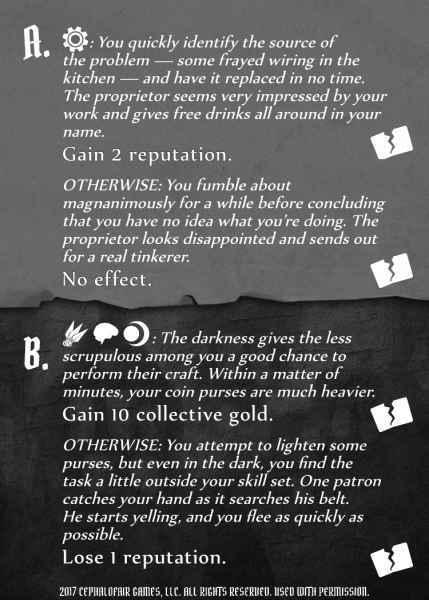 A. : You quickly identify the source of
the problem — some frayed wiring in the
kitchen — and have it replaced in no time.
The proprietor seems very impressed by your
work and gives free drinks all around in your
name.
Gain 2 reputation.
OTHERWISE: You fumble about
magnanimously for a while before concluding
that you have no idea what you're doing. The
proprietor looks disappointed and sends out
for a real tinkerer.
No effect.
B. : The darkness gives the less
scrupulous among you a good chance to
perform their craft. Within a matter of
minutes, your coin purses are much heavier.
Gain 10 collective gold.
OTHERWISE: You attempt to lighten some
purses, but even in the dark, you find the
task a little outside your skill set. One patron
catches your hand as it searches his belt.
He starts yelling, and you flee as quickly as
possible.
Lose 1 reputation.
2017 CEPHALOFAIR GAMES, LLC. ALL RIGHTS RESERVED. USED WITH PERMISSION.